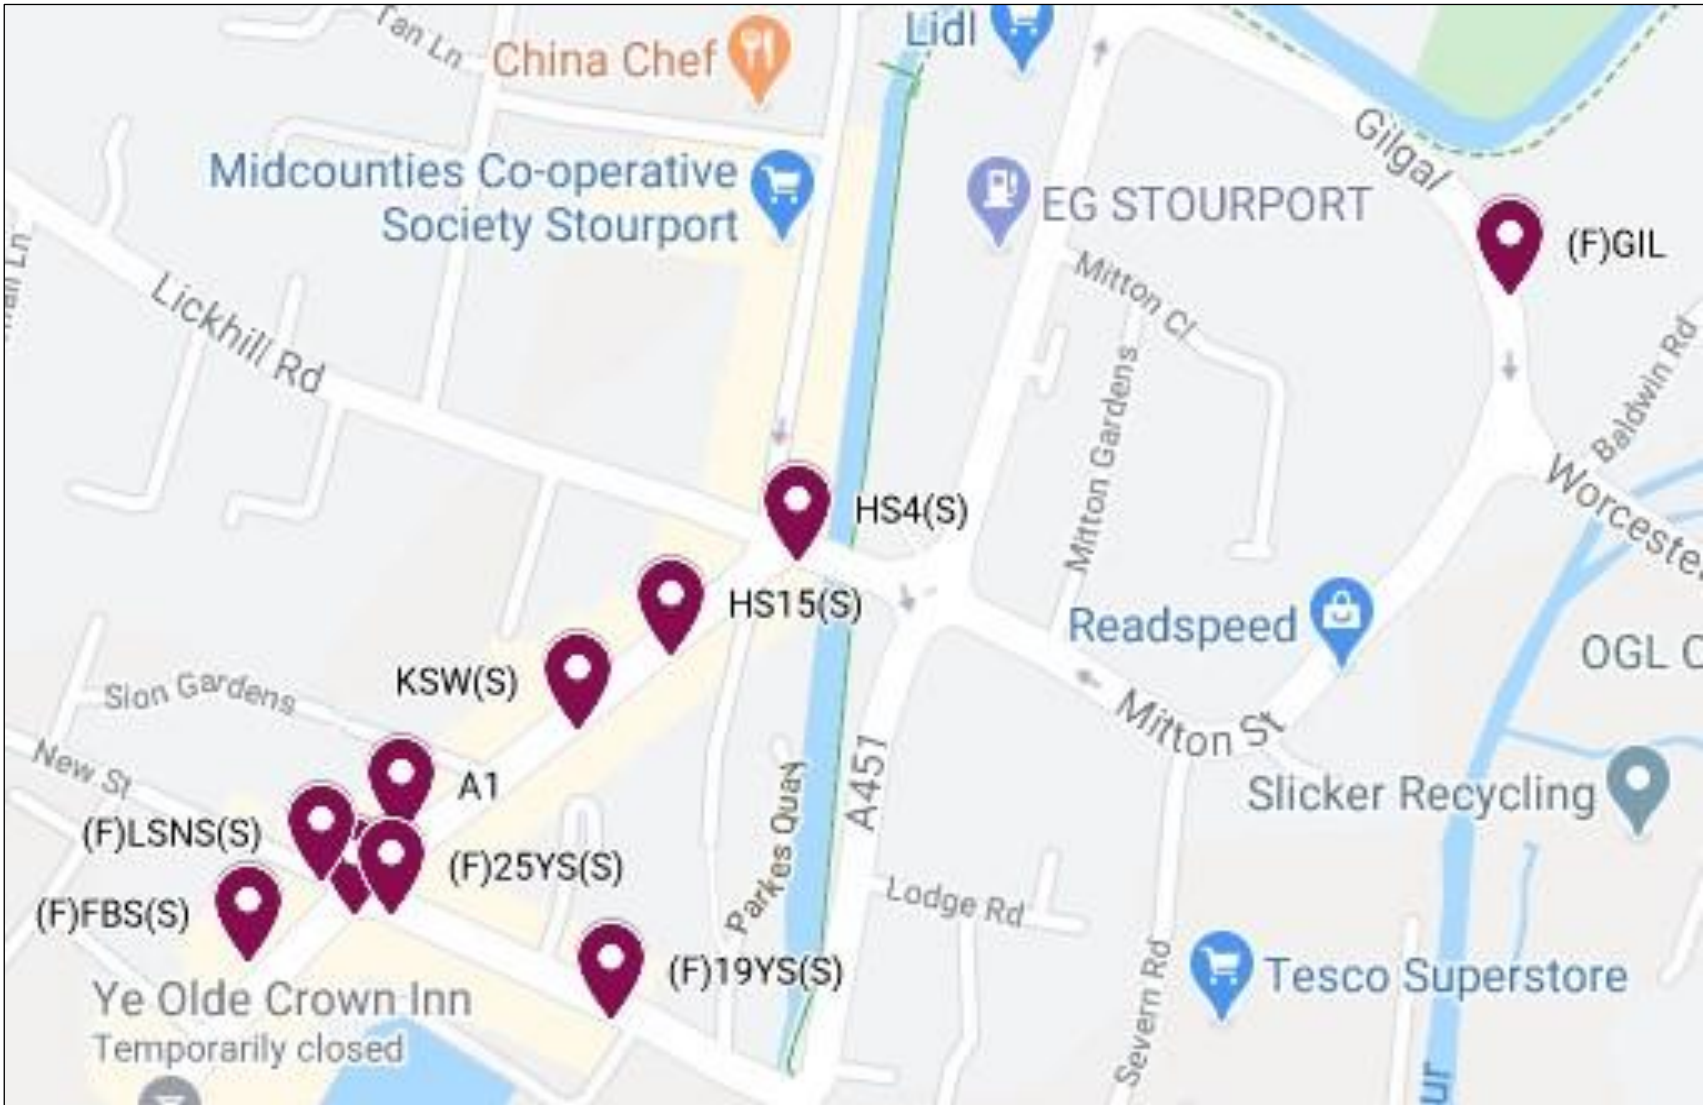 Lidl
Tan Ln
China Chef
Gilgal
Midcounties Co-operative
Society Stourport
EG STOURPORT
(F)GIL
Mitton Cl
Lickhill Rd
Baldwin Rd
Mitton Gardens
HS4(S)
HS15(S)
Readspeed
OGL
KSW(S)
Sion Gardens
Mitton St
New St
A1
A451
Parkes Quay
Slicker Recycling
(F)LSNS(S)
(F)25YS(S)
(F)FBS(S)
Lodge Rd
(F)19YS(S)
Ye Olde Crown Inn
Temporarily closed
Severn Rd
Tesco Superstore